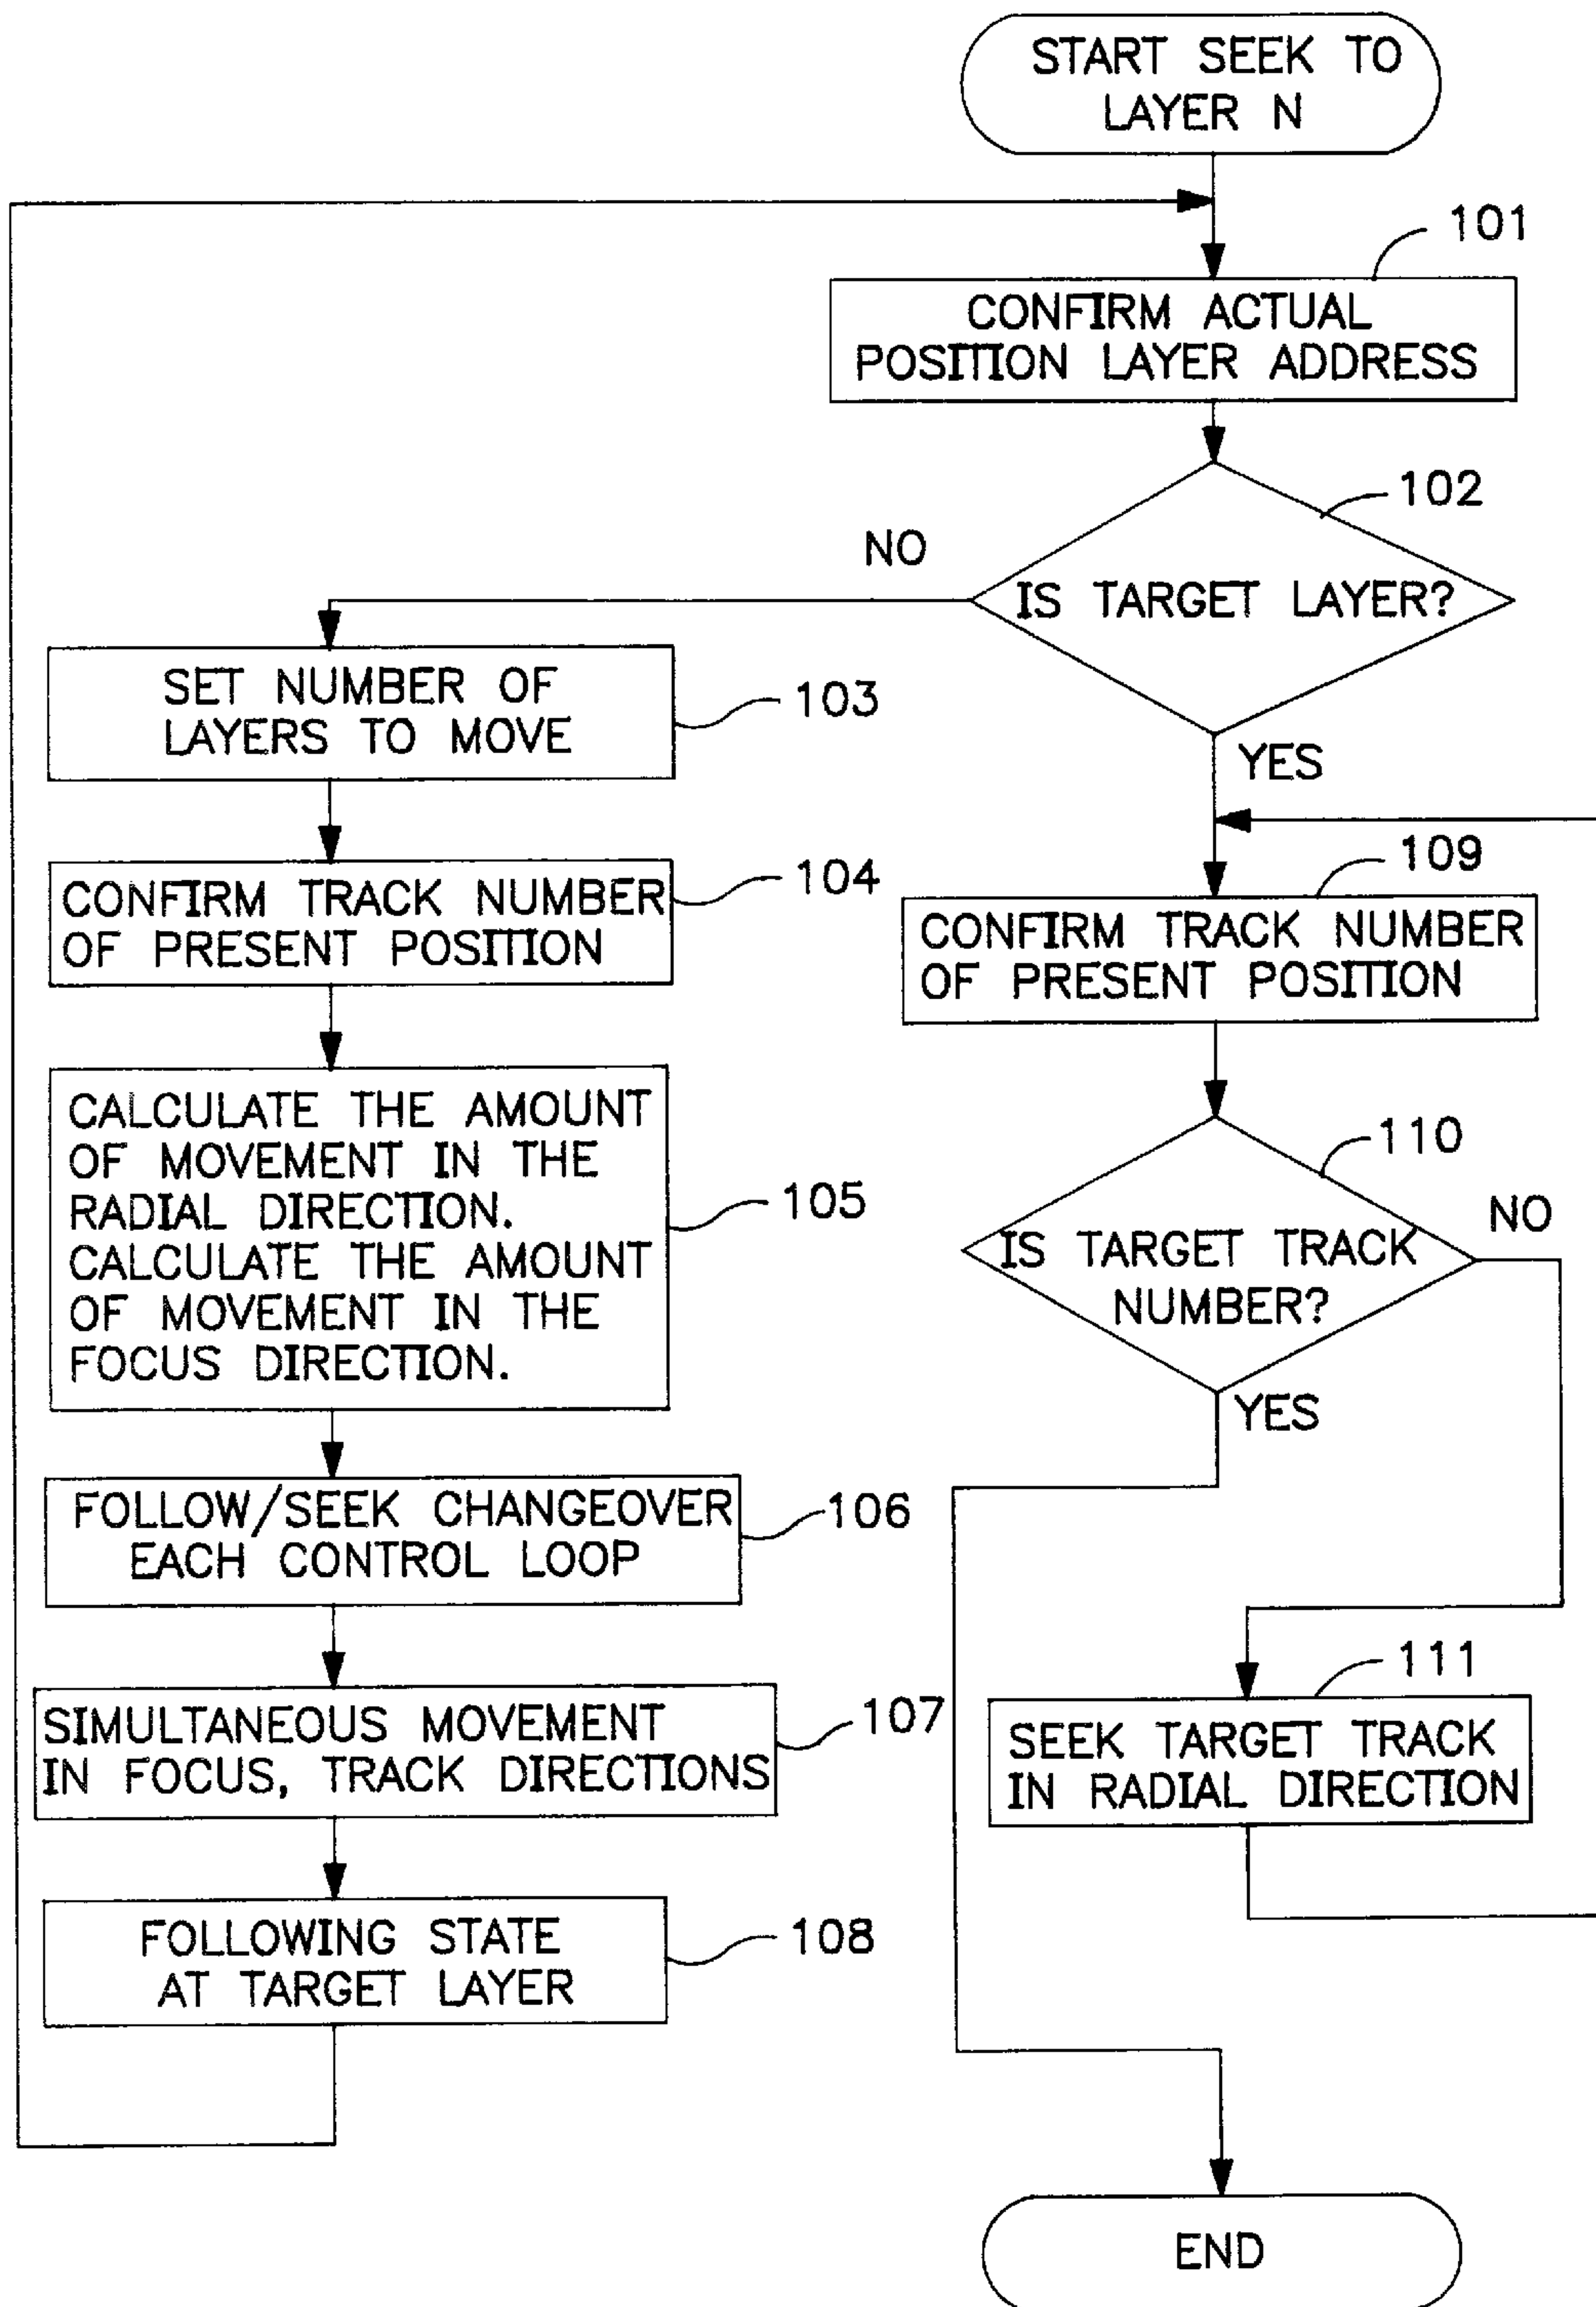 START SEEK TO
LAYER N
101
CONFIRM ACTUAL
POSITION LAYER ADDRESS
102
NO
IS TARGET LAYER?
YES
SET NUMBER OF
LAYERS TO MOVE
103
CONFIRM TRACK NUMBER
OF PRESENT POSITION
104
CALCULATE THE AMOUNT
OF MOVEMENT IN THE
RADIAL DIRECTION.
CALCULATE THE AMOUNT
OF MOVEMENT IN THE
FOCUS DIRECTION.
105
FOLLOW/SEEK CHANGEOVER
EACH CONTROL LOOP
106
SIMULTANEOUS MOVEMENT
IN FOCUS, TRACK DIRECTIONS
107
FOLLOWING STATE
AT TARGET LAYER
108
109
CONFIRM TRACK NUMBER
OF PRESENT POSITION
110
NO
IS TARGET TRACK
NUMBER?
YES
111
SEEK TARGET TRACK
IN RADIAL DIRECTION
END